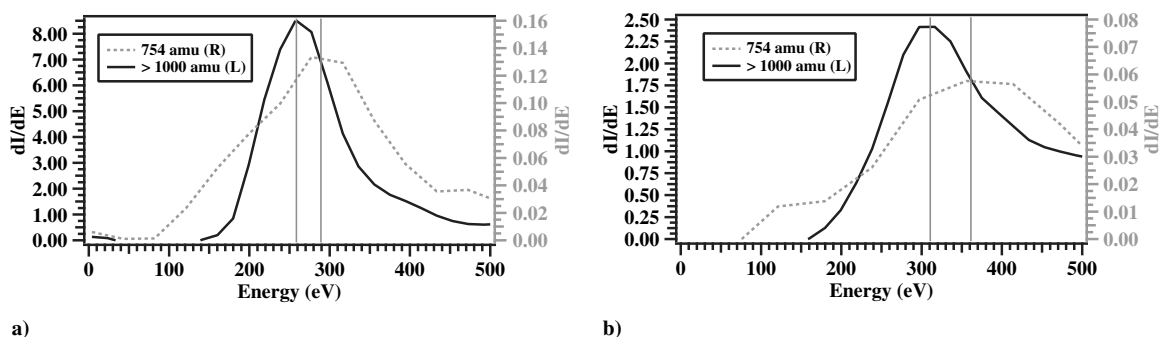 8.00
7.00
6.00
5.00
4.00
3.00
2.00
1.00
0.00
dI/dE
754 amu (R)
> 1000 amu (L)
0.16
0.14
0.12
0.10
0.08
0.06
0.04
0.02
0.00
dI/dE
0 100 200 300 400 500
Energy (eV)
a)
2.50
2.25
2.00
1.75
1.50
1.25
1.00
0.75
0.50
0.25
0.00
dI/dE
754 amu (R)
> 1000 amu (L)
0.08
0.07
0.06
0.05
0.04
0.03
0.02
0.01
0.00
dI/dE
0 100 200 300 400 500
Energy (eV)
b)